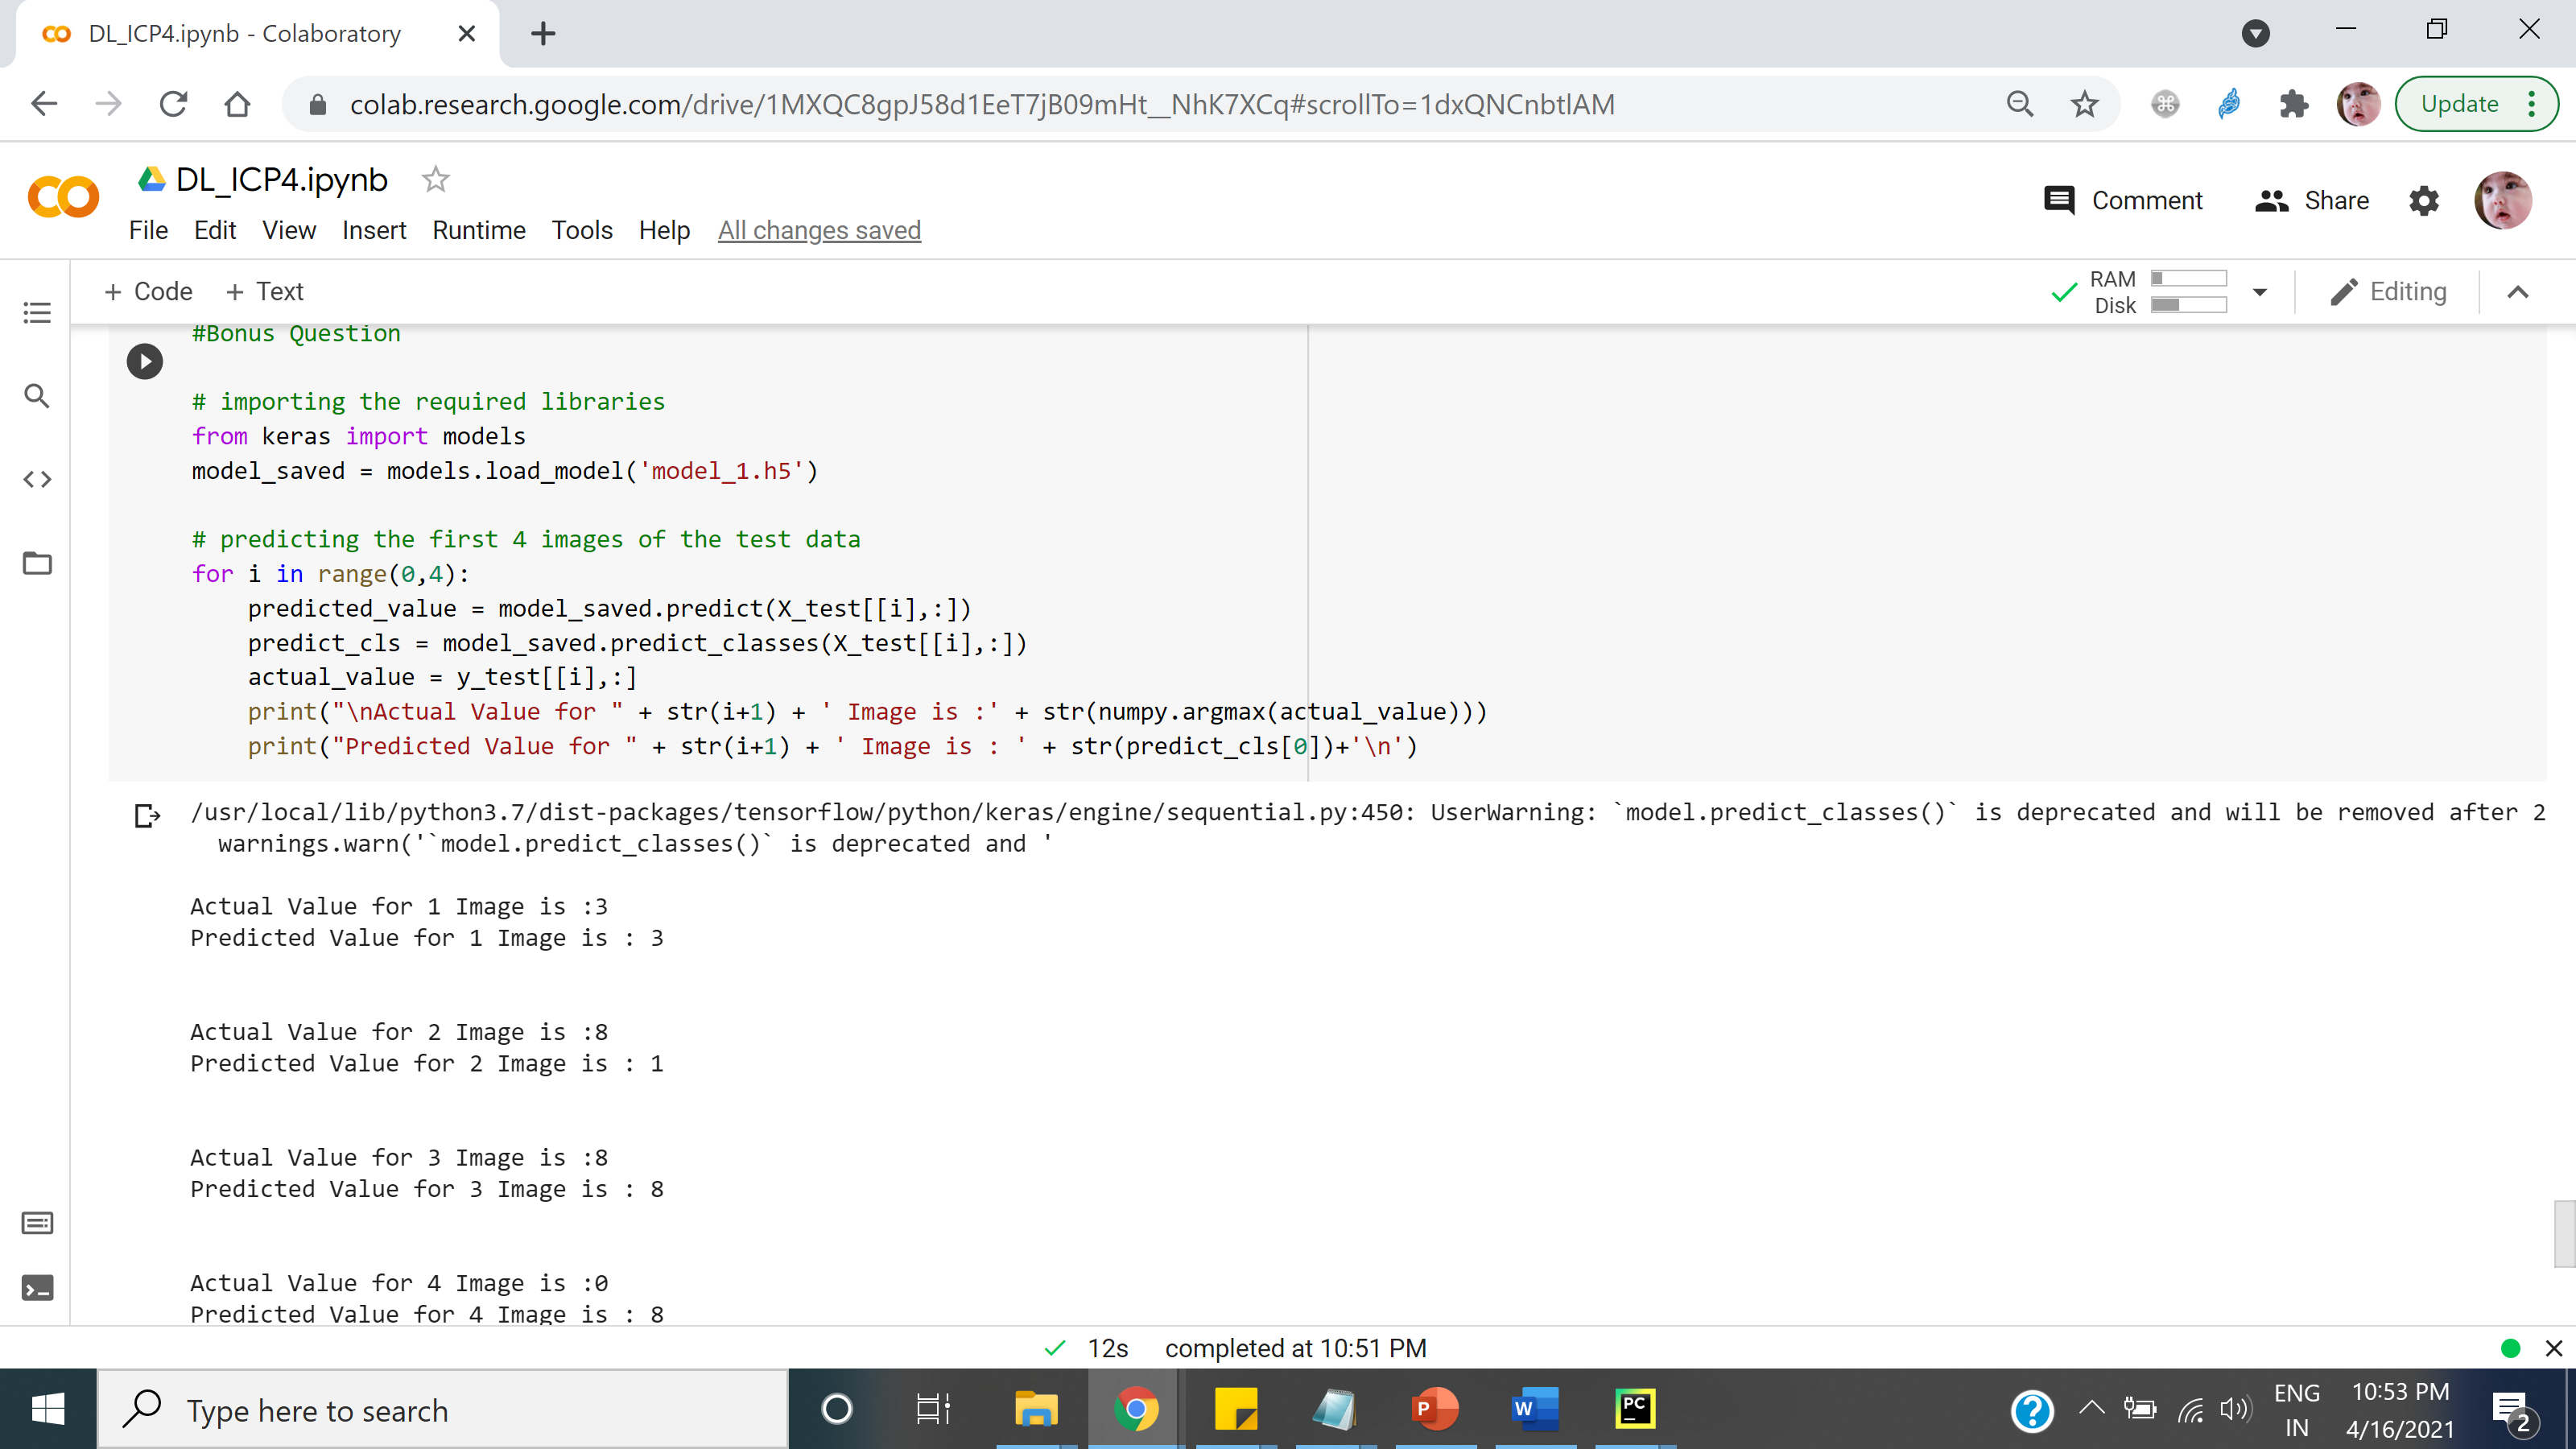 DL_ICP4.ipynb - Colaboratory
colab.research.google.com/drive/1MXQC8gpJ58d1EeT7jB09mHt__NhK7XCq#scrollTo=1dxQNCnbtlAM
Update
DL_ICP4.ipynb
Comment Share
File Edit View Insert Runtime Tools Help All changes saved
+ Code + Text
RAM
Disk
Editing
#Bonus Question
# importing the required libraries
from keras import models
model_saved = models.load_model('model_1.h5')
# predicting the first 4 images of the test data
for i in range(0,4):
    predicted_value = model_saved.predict(X_test[[i],:])
    predict_cls = model_saved.predict_classes(X_test[[i],:])
    actual_value = y_test[[i],:]
    print("\nActual Value for " + str(i+1) + ' Image is :' + str(numpy.argmax(actual_value)))
    print("Predicted Value for " + str(i+1) + ' Image is : ' + str(predict_cls[0])+'\n')
/usr/local/lib/python3.7/dist-packages/tensorflow/python/keras/engine/sequential.py:450: UserWarning: `model.predict_classes()` is deprecated and will be removed after 2
  warnings.warn('`model.predict_classes()` is deprecated and '
Actual Value for 1 Image is :3
Predicted Value for 1 Image is : 3
Actual Value for 2 Image is :8
Predicted Value for 2 Image is : 1
Actual Value for 3 Image is :8
Predicted Value for 3 Image is : 8
Actual Value for 4 Image is :0
Predicted Value for 4 Image is : 8
12s completed at 10:51 PM
Type here to search
P
W
PC
ENG
IN
10:53 PM
4/16/2021
2